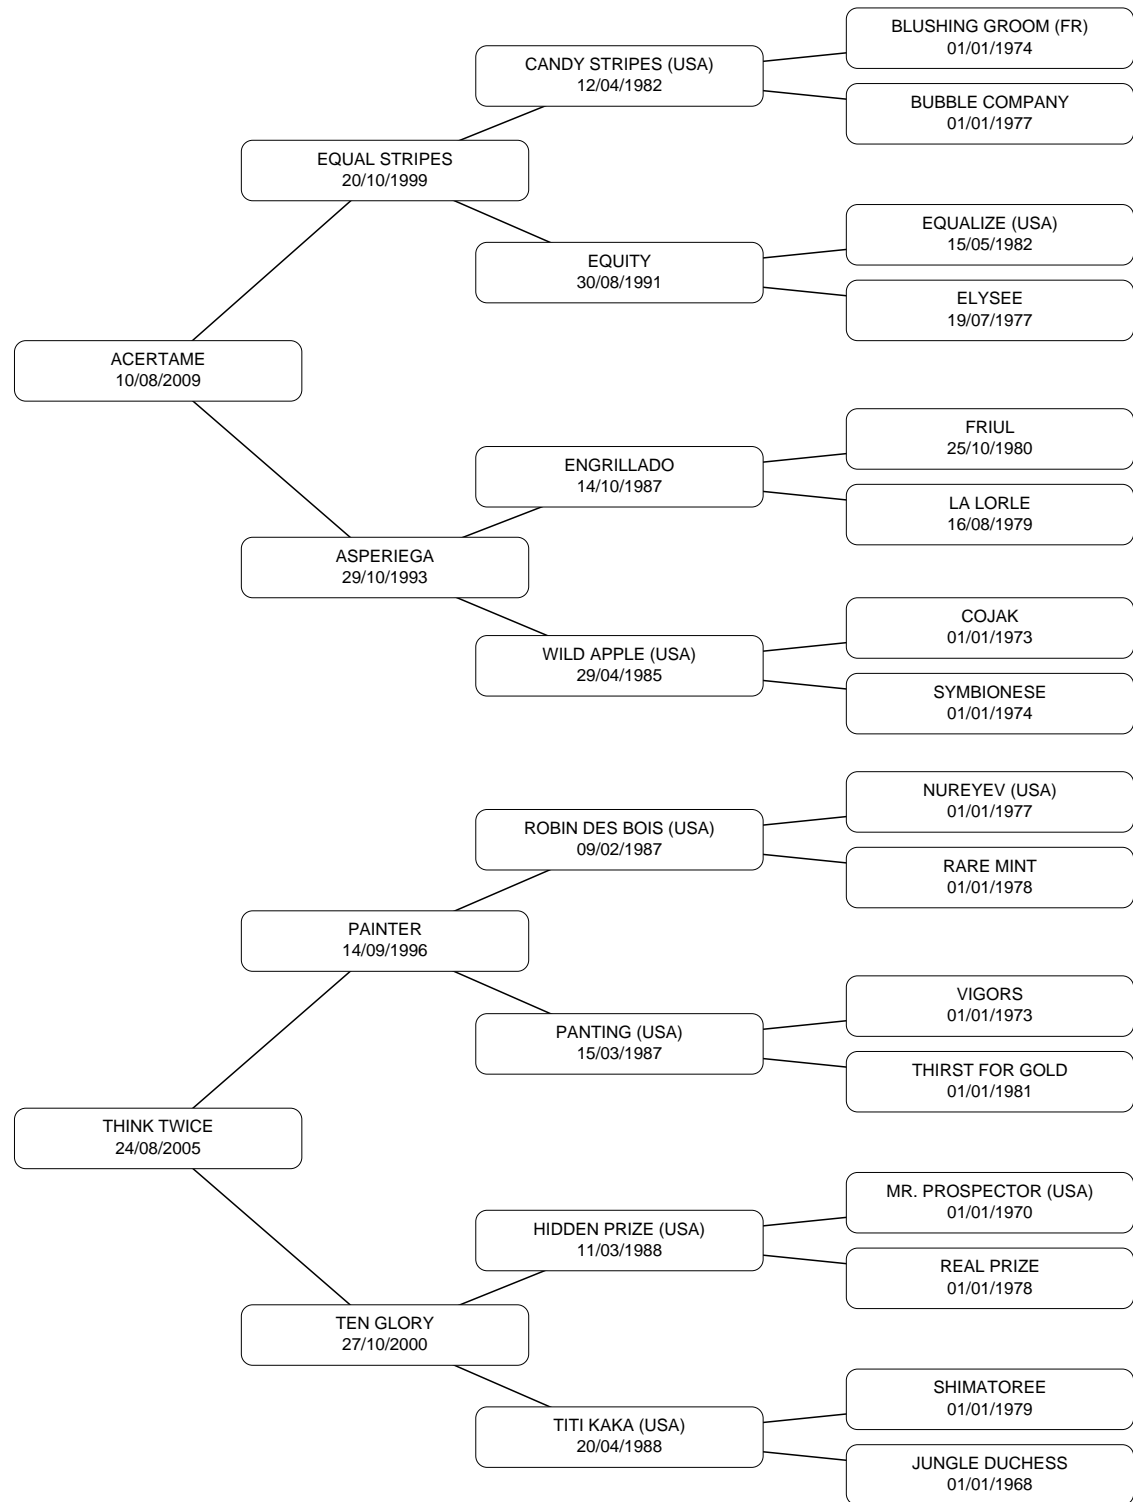 BLUSHING GROOM (FR)
01/01/1974
CANDY STRIPES (USA)
12/04/1982
BUBBLE COMPANY
01/01/1977
EQUAL STRIPES
20/10/1999
EQUALIZE (USA)
15/05/1982
EQUITY
30/08/1991
ELYSEE
19/07/1977
ACERTAME
10/08/2009
FRIUL
25/10/1980
ENGRILLADO
14/10/1987
LA LORLE
16/08/1979
ASPERIEGA
29/10/1993
COJAK
01/01/1973
WILD APPLE (USA)
29/04/1985
SYMBIONESE
01/01/1974
NUREYEV (USA)
01/01/1977
ROBIN DES BOIS (USA)
09/02/1987
RARE MINT
01/01/1978
PAINTER
14/09/1996
VIGORS
01/01/1973
PANTING (USA)
15/03/1987
THIRST FOR GOLD
01/01/1981
THINK TWICE
24/08/2005
MR. PROSPECTOR (USA)
01/01/1970
HIDDEN PRIZE (USA)
11/03/1988
REAL PRIZE
01/01/1978
TEN GLORY
27/10/2000
SHIMATOREE
01/01/1979
TITI KAKA (USA)
20/04/1988
JUNGLE DUCHESS
01/01/1968